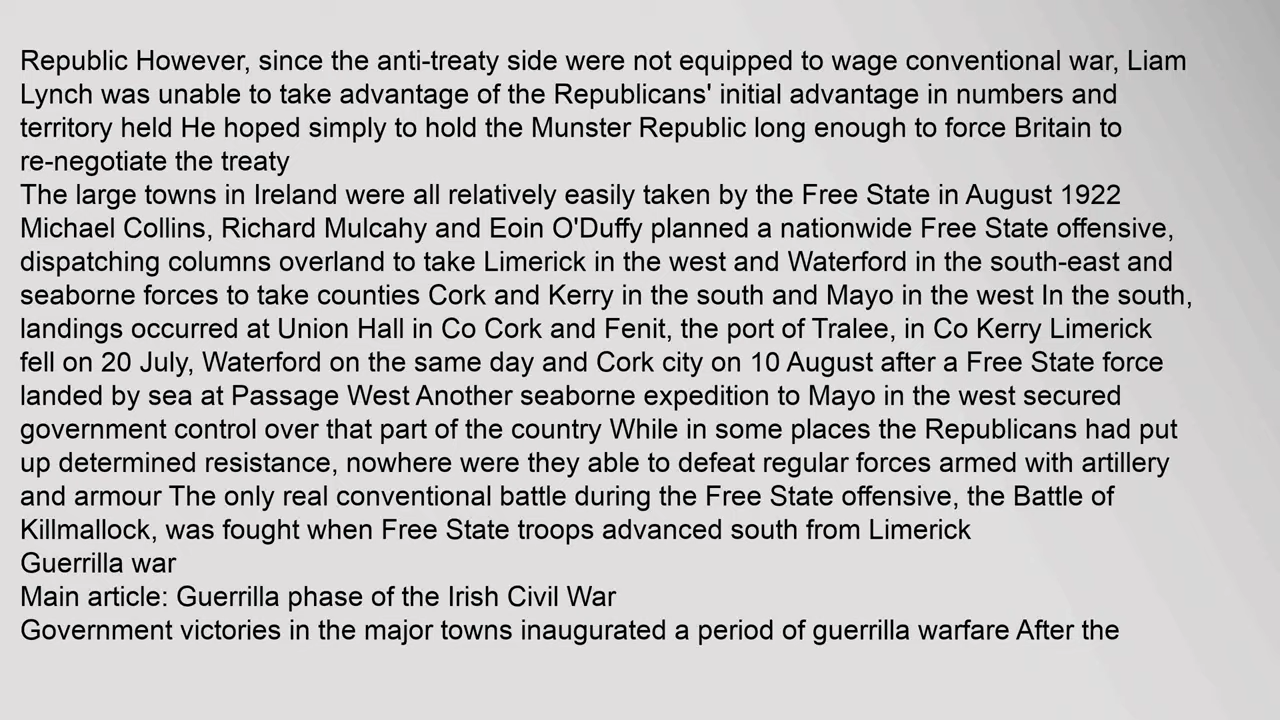 Republic However, since the anti-treaty side were not equipped to wage conventional war, Liam
Lynch was unable to take advantage of the Republicans' initial advantage in numbers and
territory held He hoped simply to hold the Munster Republic long enough to force Britain to
re-negotiate the treaty
The large towns in Ireland were all relatively easily taken by the Free State in August 1922
Michael Collins, Richard Mulcahy and Eoin O'Duffy planned a nationwide Free State offensive,
dispatching columns overland to take Limerick in the west and Waterford in the south-east and
seaborne forces to take counties Cork and Kerry in the south and Mayo in the west In the south,
landings occurred at Union Hall in Co Cork and Fenit, the port of Tralee, in Co Kerry Limerick
fell on 20 July, Waterford on the same day and Cork city on 10 August after a Free State force
landed by sea at Passage West Another seaborne expedition to Mayo in the west secured
government control over that part of the country While in some places the Republicans had put
up determined resistance, nowhere were they able to defeat regular forces armed with artillery
and armour The only real conventional battle during the Free State offensive, the Battle of
Killmallock, was fought when Free State troops advanced south from Limerick
Guerrilla war
Main article: Guerrilla phase of the Irish Civil War
Government victories in the major towns inaugurated a period of guerrilla warfare After the